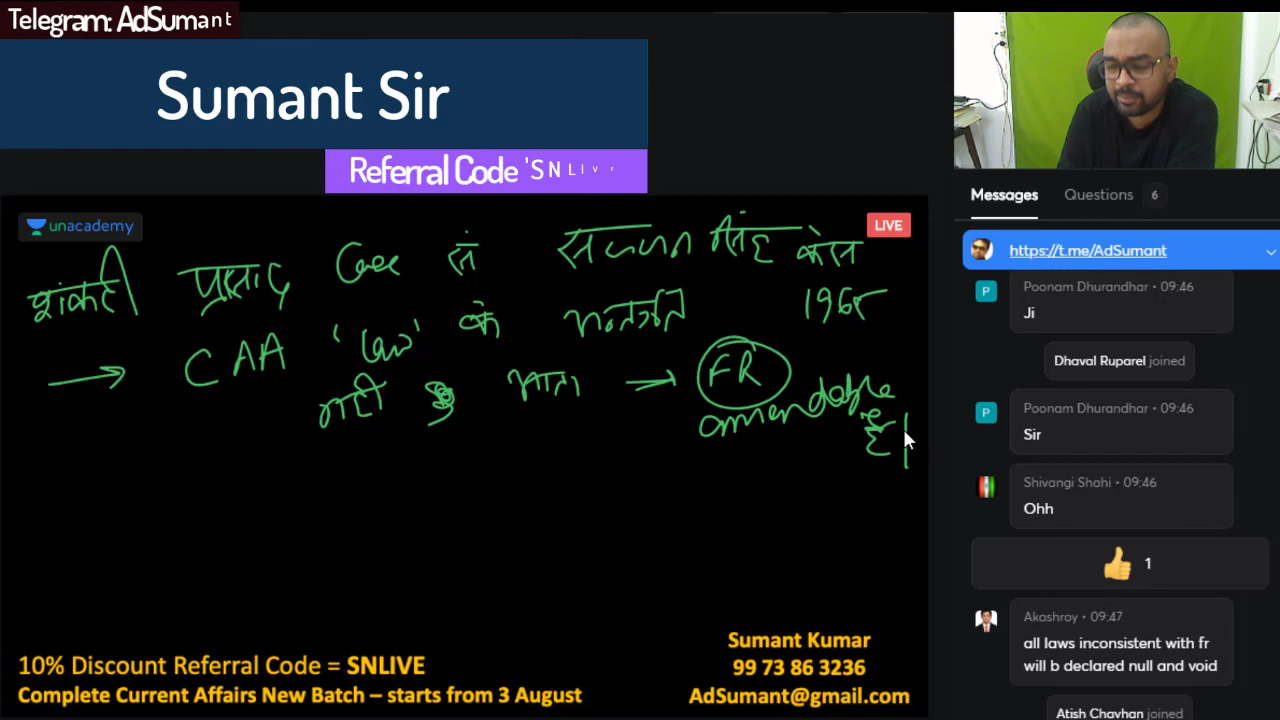 Telegram: AdSumant
Sumant Sir
Referral Code 'SNLIV
unacademy
LIVE
शंकरी प्रसाद Case से सज्जन सिंह केस
1965
→ CAA 'law' के अन्तर्गत
नहीं आता → FR
amendable है।
10% Discount Referral Code = SNLIVE
Complete Current Affairs New Batch – starts from 3 August
Sumant Kumar
99 73 86 3236
AdSumant@gmail.com
Messages Questions 6
https://t.me/AdSumant
P Poonam Dhurandhar • 09:46
Ji
Dhaval Ruparel joined
P Poonam Dhurandhar • 09:46
Sir
Shivangi Shahi • 09:46
Ohh
👍 1
Akashroy • 09:47
all laws inconsistent with fr
will b declared null and void
Atish Chavhan joined